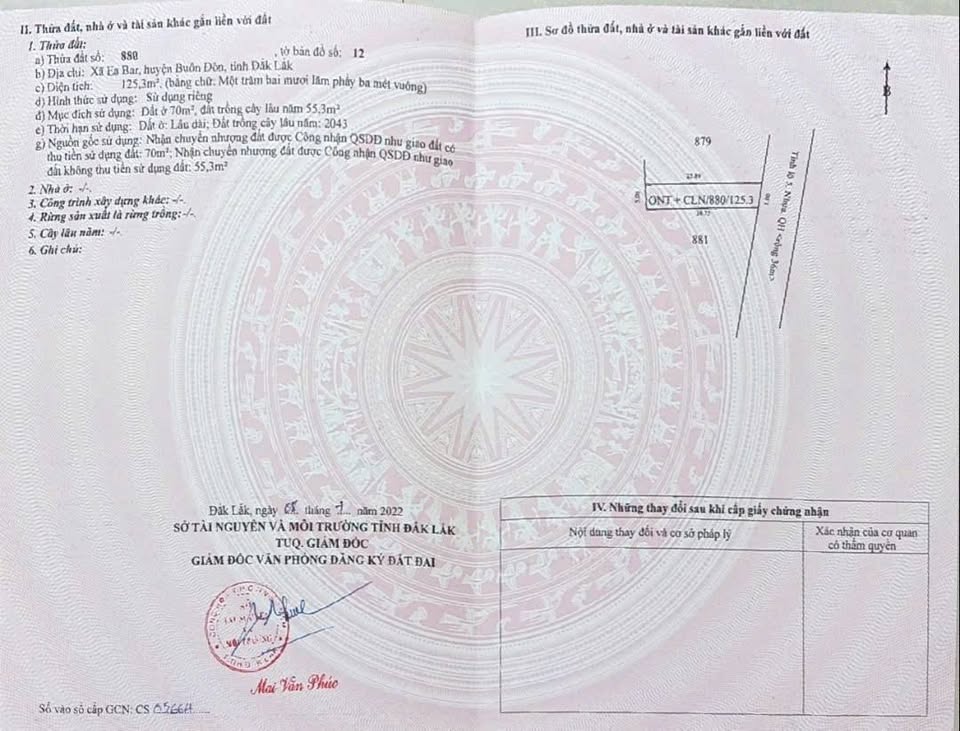 II. Thửa đất, nhà ở và tài sản khác gắn liền với đất
1. Thửa đất:
a) Thửa đất số: 880 , tờ bản đồ số: 12
b) Địa chỉ: Xã Ea Bar, huyện Buôn Đôn, tỉnh Đắk Lắk
c) Diện tích: 125,3m², (bằng chữ: Một trăm hai mươi lăm phẩy ba mét vuông)
d) Hình thức sử dụng: Sử dụng riêng
đ) Mục đích sử dụng: Đất ở 70m², đất trồng cây lâu năm 55,3m²
e) Thời hạn sử dụng: Đất ở: Lâu dài; Đất trồng cây lâu năm: 2043
g) Nguồn gốc sử dụng: Nhận chuyển nhượng đất được Công nhận QSDĐ như giao đất có
thu tiền sử dụng đất: 70m²; Nhận chuyển nhượng đất được Công nhận QSDĐ như giao
đất không thu tiền sử dụng đất: 55,3m²
2. Nhà ở: -/-.
3. Công trình xây dựng khác: -/-.
4. Rừng sản xuất là rừng trồng: -/-.
5. Cây lâu năm: -/-.
6. Ghi chú:
Đắk Lắk, ngày tháng 7 năm 2022
SỞ TÀI NGUYÊN VÀ MÔI TRƯỜNG TỈNH ĐẮK LẮK
TUQ. GIÁM ĐỐC
GIÁM ĐỐC VĂN PHÒNG ĐĂNG KÝ ĐẤT ĐAI
Mai Văn Phúc
Số vào sổ cấp GCN: CS
III. Sơ đồ thửa đất, nhà ở và tài sản khác gắn liền với đất
B
879
ONT + CLN/880/125.3
881
Tỉnh lộ 5, Nhựa, QH <rộng 36m>
IV. Những thay đổi sau khi cấp giấy chứng nhận
Nội dung thay đổi và cơ sở pháp lý
Xác nhận của cơ quan
có thẩm quyền